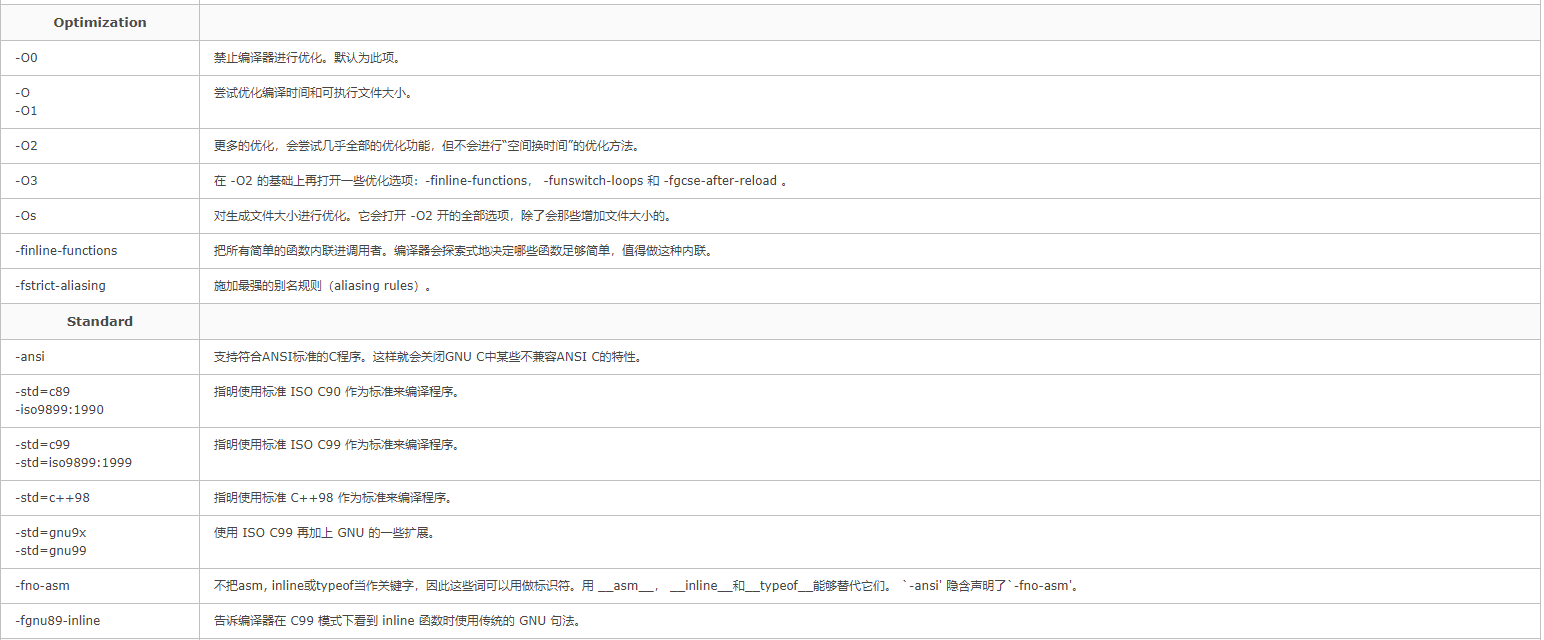 Optimization
-O0 禁止编译器进行优化。默认为此项。
-O 尝试优化编译时间和可执行文件大小。
-O1
-O2 更多的优化，会尝试几乎全部的优化功能，但不会进行“空间换时间”的优化方法。
-O3 在 -O2 的基础上再打开一些优化选项：-finline-functions， -funswitch-loops 和 -fgcse-after-reload 。
-Os 对生成文件大小进行优化。它会打开 -O2 开的全部选项，除了会那些增加文件大小的。
-finline-functions 把所有简单的函数内联进调用者。编译器会探索式地决定哪些函数足够简单，值得做这种内联。
-fstrict-aliasing 施加最强的别名规则（aliasing rules）。
Standard
-ansi 支持符合ANSI标准的C程序。这样就会关闭GNU C中某些不兼容ANSI C的特性。
-std=c89 指明使用标准 ISO C90 作为标准来编译程序。
-iso9899:1990
-std=c99 指明使用标准 ISO C99 作为标准来编译程序。
-std=iso9899:1999
-std=c++98 指明使用标准 C++98 作为标准来编译程序。
-std=gnu9x 使用 ISO C99 再加上 GNU 的一些扩展。
-std=gnu99
-fno-asm 不把asm, inline或typeof当作关键字，因此这些词可以用做标识符。用 __asm__， __inline__和__typeof__能够替代它们。 `-ansi' 隐含声明了`-fno-asm'。
-fgnu89-inline 告诉编译器在 C99 模式下看到 inline 函数时使用传统的 GNU 句法。